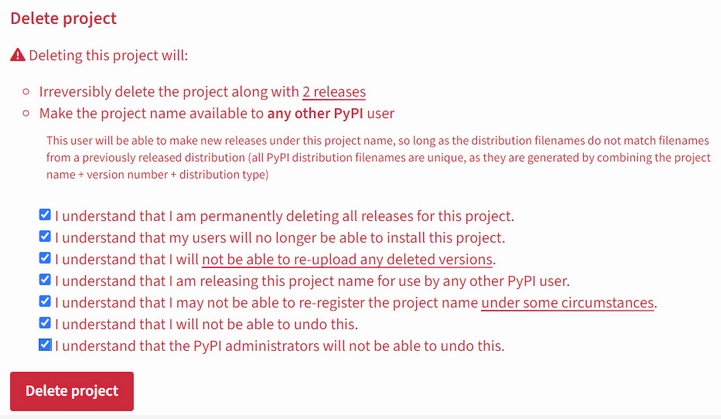 Delete project
Deleting this project will:
Irreversibly delete the project along with 2 releases
Make the project name available to any other PyPI user
This user will be able to make new releases under this project name, so long as the distribution filenames do not match filenames
from a previously released distribution (all PyPI distribution filenames are unique, as they are generated by combining the project
name + version number + distribution type)
I understand that I am permanently deleting all releases for this project.
I understand that my users will no longer be able to install this project.
I understand that I will not be able to re-upload any deleted versions.
I understand that I am releasing this project name for use by any other PyPI user.
I understand that I may not be able to re-register the project name under some circumstances.
I understand that I will not be able to undo this.
I understand that the PyPI administrators will not be able to undo this.
Delete project